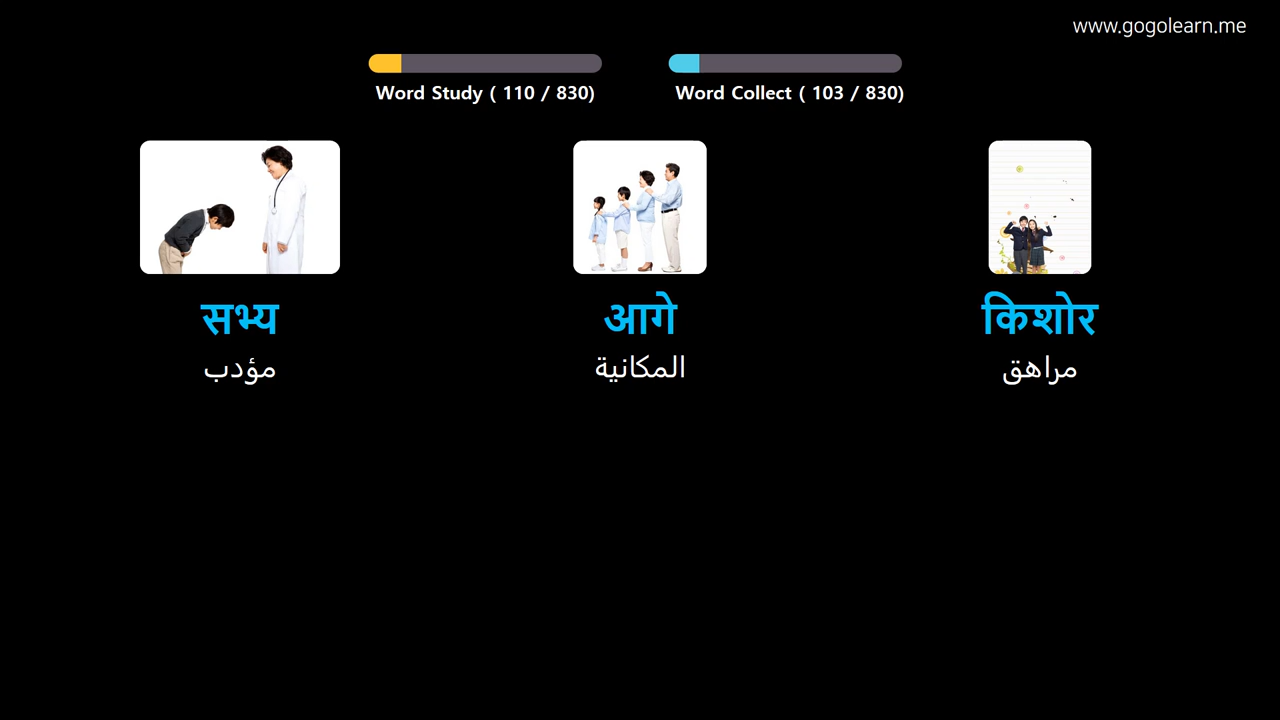 www.gogolearn.me
Word Study ( 110 / 830)
Word Collect ( 103 / 830)
सभ्य
مؤدب
आगे
المكانية
किशोर
مراهق